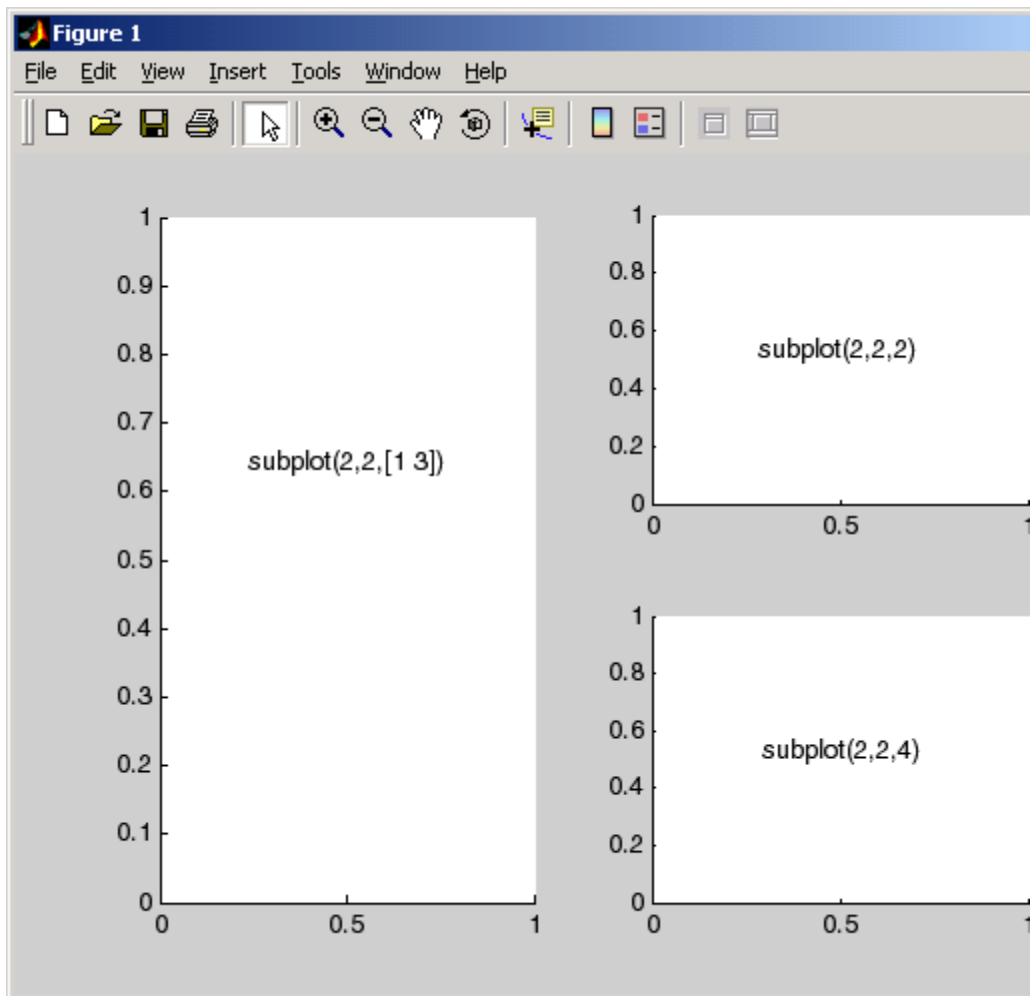 Figure 1
File Edit View Insert Tools Window Help
1
0.9
0.8
0.7
0.6
0.5
0.4
0.3
0.2
0.1
0
0 0.5 1
subplot(2,2,[1 3])
1
0.8
0.6
0.4
0.2
0
0 0.5 1
subplot(2,2,2)
1
0.8
0.6
0.4
0.2
0
0 0.5 1
subplot(2,2,4)